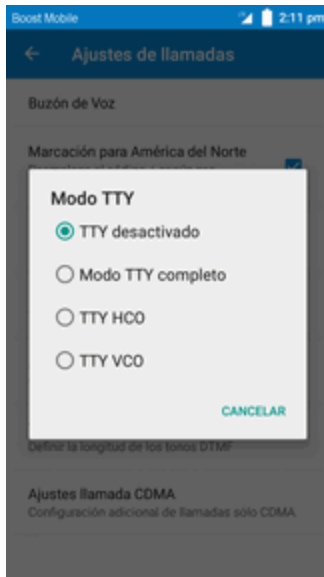 Boost Mobile
2:11 pm
Ajustes de llamadas
Buzón de Voz
Marcación para América del Norte
Modo TTY
TTY desactivado
Modo TTY completo
TTY HCO
TTY VCO
CANCELAR
Definir la longitud de los tonos DTMF
Ajustes llamada CDMA
Configuración adicional de llamadas sólo CDMA